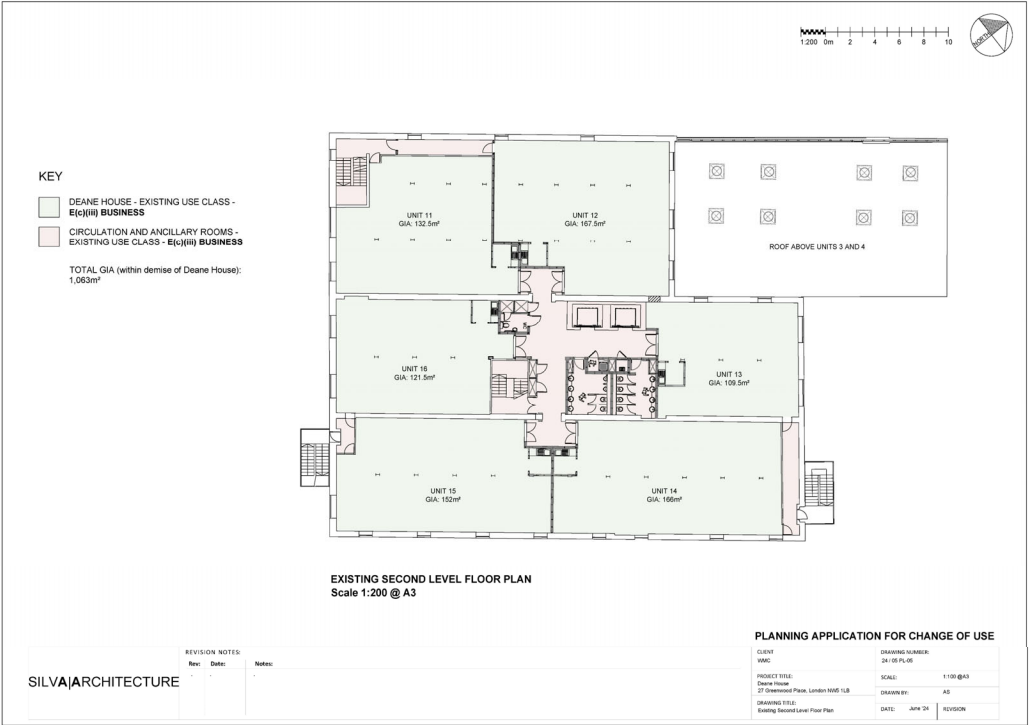 1:200 0m 2 4 6 8 10
NORTH
KEY
DEANE HOUSE - EXISTING USE CLASS -
E(c)(iii) BUSINESS
CIRCULATION AND ANCILLARY ROOMS -
EXISTING USE CLASS - E(c)(iii) BUSINESS
TOTAL GIA (within demise of Deane House):
1,063m²
UNIT 11
GIA: 132.5m²
UNIT 12
GIA: 167.5m²
ROOF ABOVE UNITS 3 AND 4
UNIT 16
GIA: 121.5m²
UNIT 13
GIA: 109.5m²
UNIT 15
GIA: 152m²
UNIT 14
GIA: 166m²
EXISTING SECOND LEVEL FLOOR PLAN
Scale 1:200 @ A3
PLANNING APPLICATION FOR CHANGE OF USE
SILVA|ARCHITECTURE
REVISION NOTES:
Rev: Date: Notes:
- - -
CLIENT
WMC
PROJECT TITLE:
Deane House
27 Greenwood Place, London NW5 1LB
DRAWING TITLE:
Existing Second Level Floor Plan
DRAWING NUMBER:
24 / 05 PL-05
SCALE: 1:100 @A3
DRAWN BY: AS
DATE: June '24 REVISION